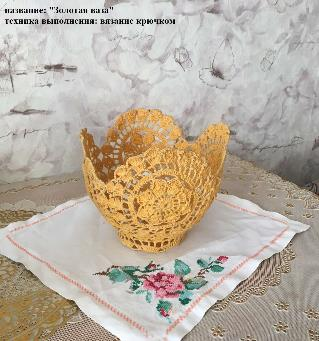 название: "Золотая ваза"
техника выполнения: вязание крючком